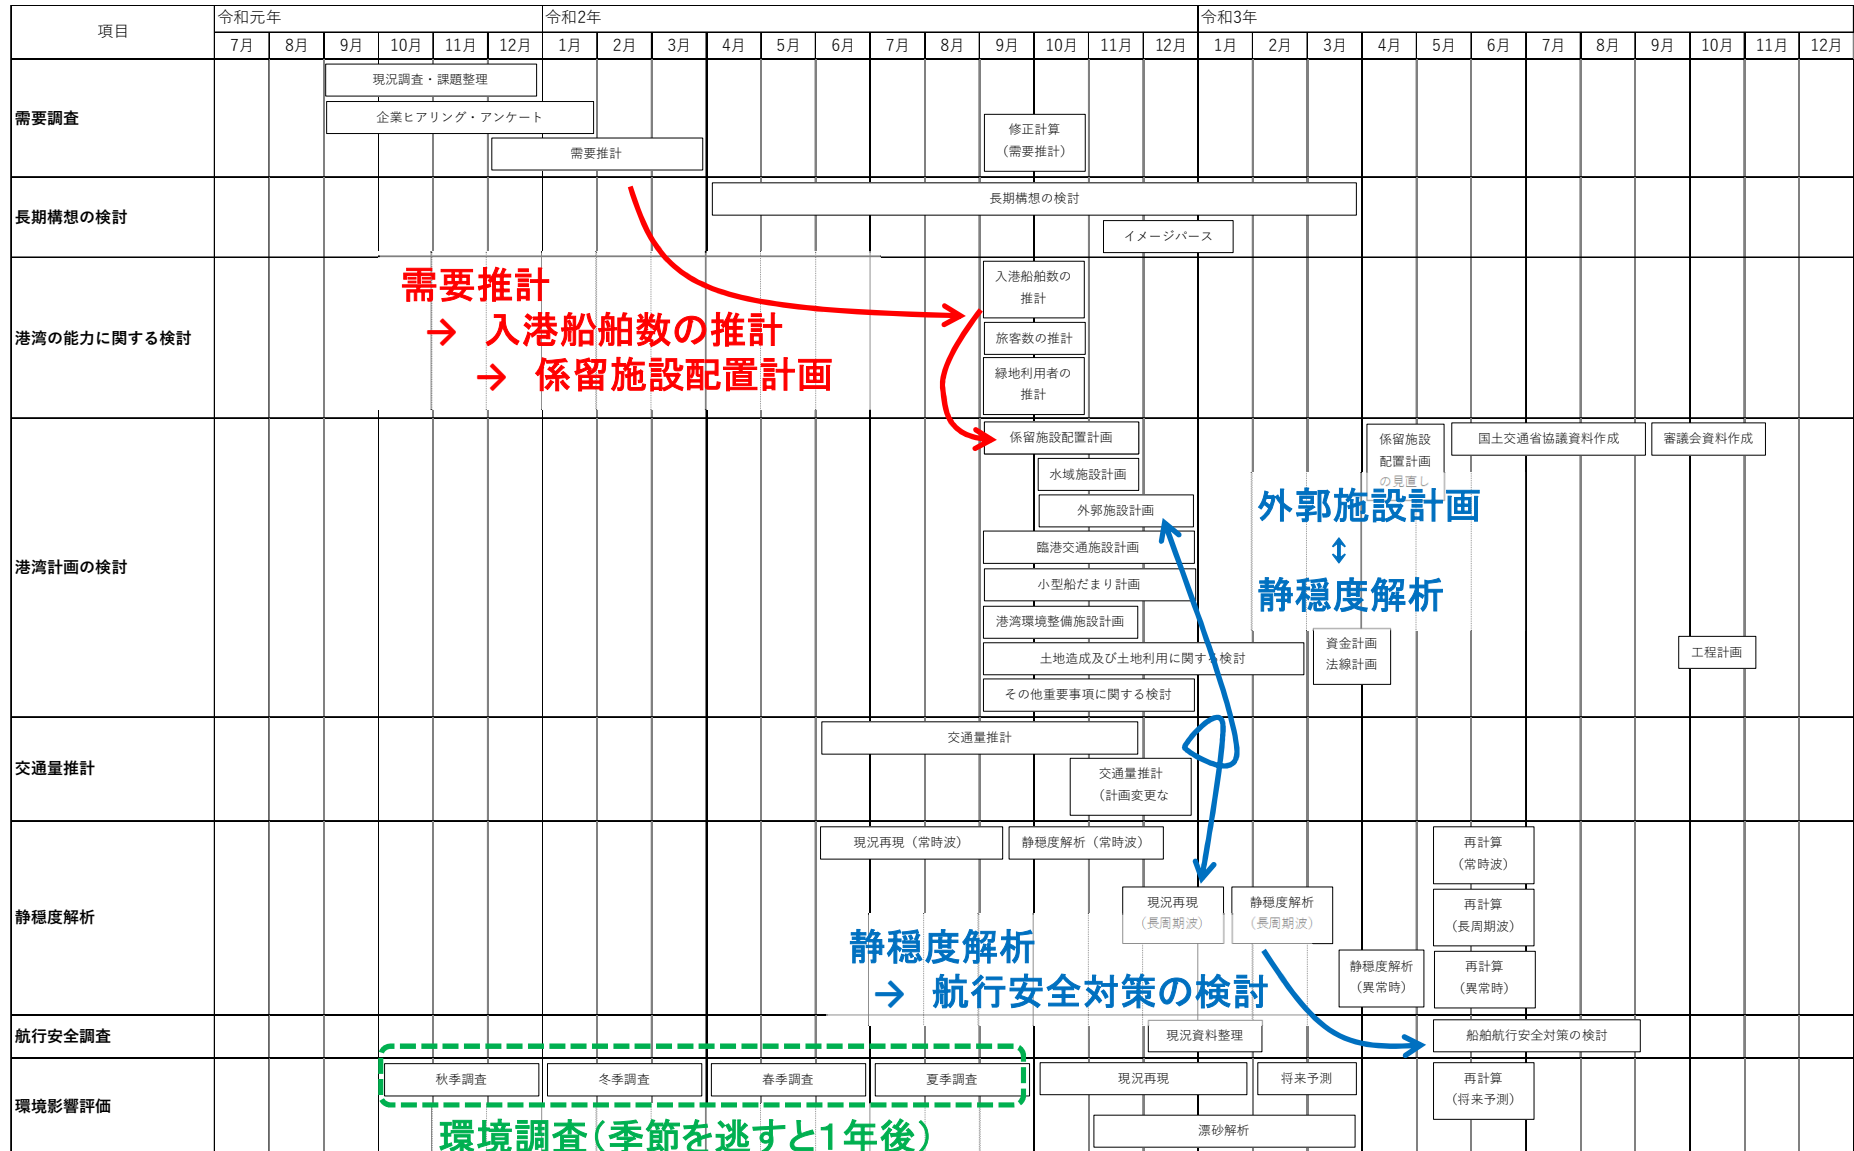 項目
令和元年
令和2年
令和3年
7月 8月 9月 10月 11月 12月 1月 2月 3月 4月 5月 6月 7月 8月 9月 10月 11月 12月 1月 2月 3月 4月 5月 6月 7月 8月 9月 10月 11月 12月
需要調査
現況調査・課題整理
企業ヒアリング・アンケート
需要推計
修正計算
（需要推計）
長期構想の検討
長期構想の検討
イメージパース
港湾の能力に関する検討
需要推計
→ 入港船舶数の推計
→ 係留施設配置計画
入港船舶数の
推計
旅客数の推計
緑地利用者の
推計
港湾計画の検討
係留施設配置計画
水域施設計画
外郭施設計画
臨港交通施設計画
小型船だまり計画
港湾環境整備施設計画
土地造成及び土地利用に関する検討
その他重要事項に関する検討
係留施設
配置計画
の見直し
国土交通省協議資料作成
審議会資料作成
外郭施設計画
↕
静穏度解析
資金計画
法線計画
工程計画
交通量推計
交通量推計
交通量推計
（計画変更な
静穏度解析
現況再現（常時波）
静穏度解析（常時波）
再計算
（常時波）
現況再現
（長周期波）
静穏度解析
（長周期波）
再計算
（長周期波）
静穏度解析
→ 航行安全対策の検討
静穏度解析
（異常時）
再計算
（異常時）
航行安全調査
現況資料整理
船舶航行安全対策の検討
環境影響評価
秋季調査
冬季調査
春季調査
夏季調査
現況再現
将来予測
再計算
（将来予測）
漂砂解析
環境調査（季節を逃すと１年後）